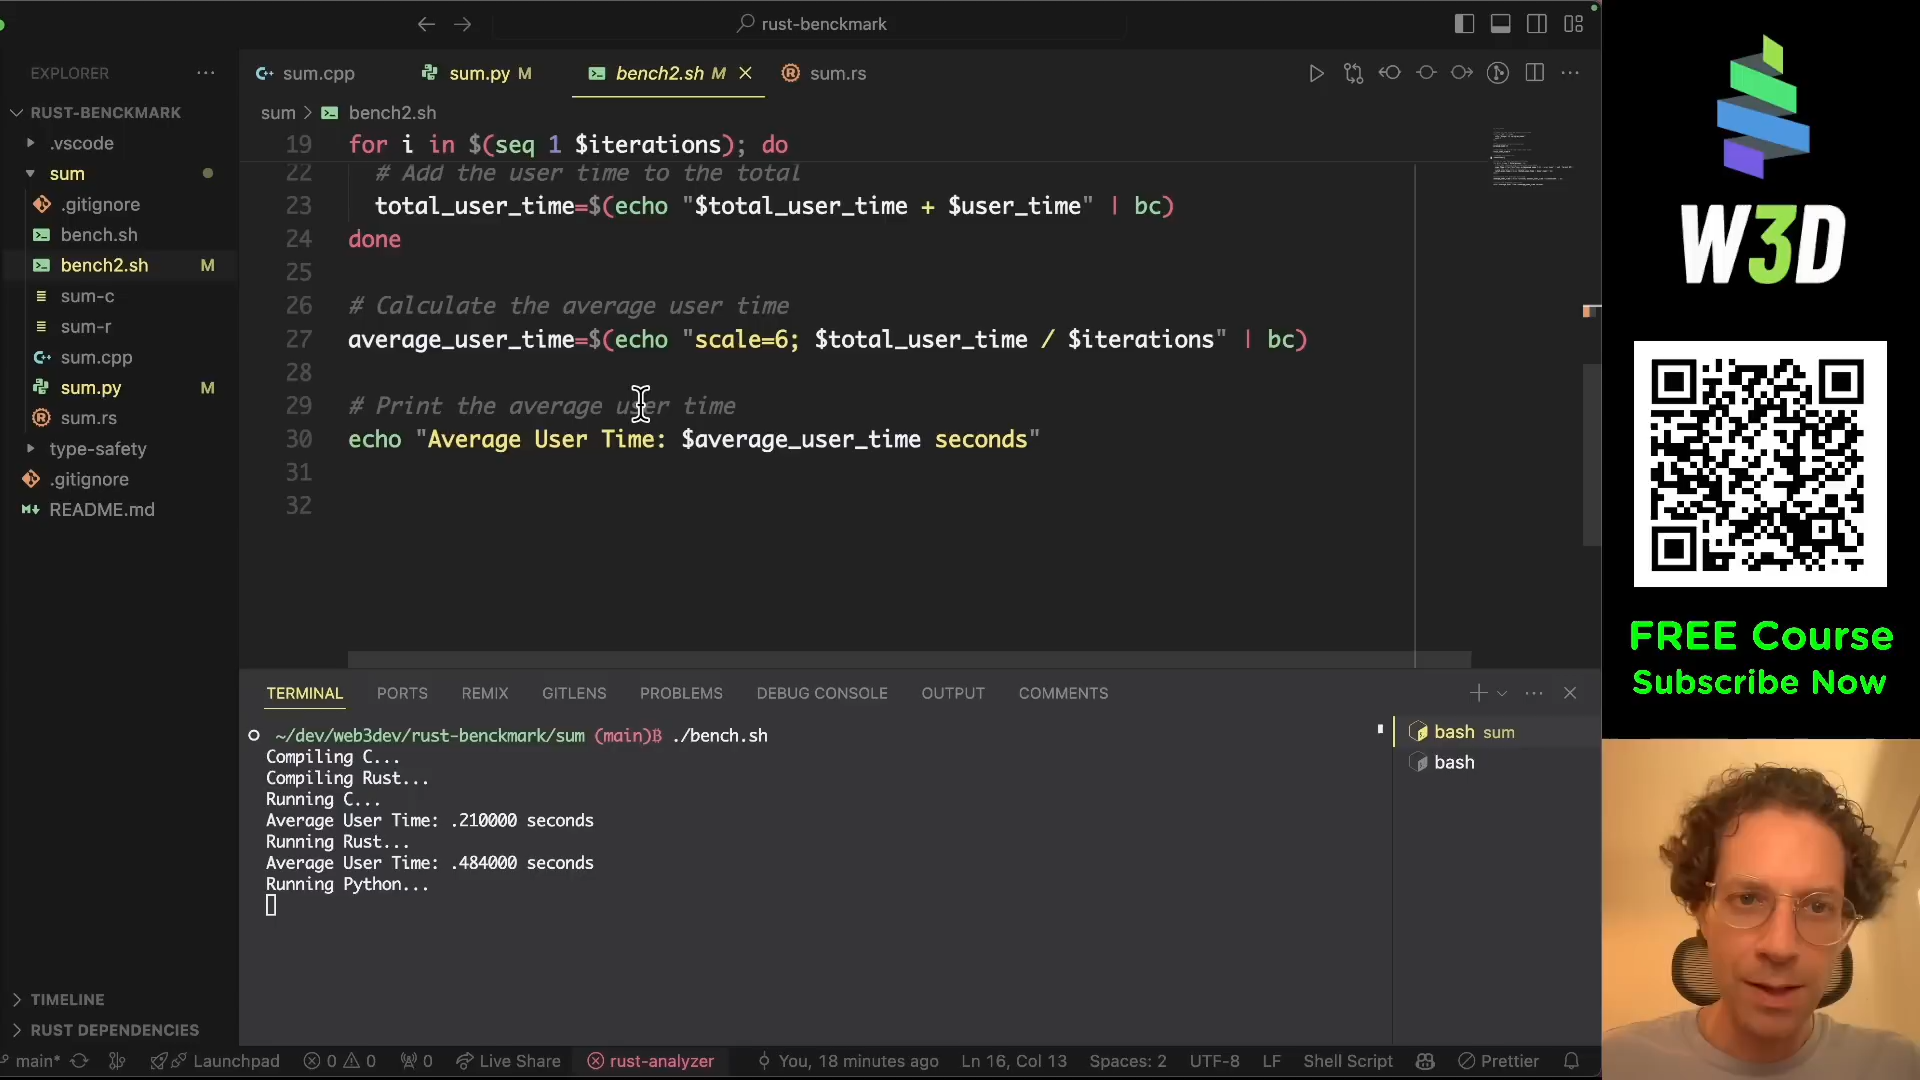 rust-benckmark
EXPLORER
RUST-BENCKMARK
.vscode
sum
.gitignore
bench.sh
bench2.sh M
sum-c
sum-r
sum.cpp
sum.py M
sum.rs
type-safety
.gitignore
README.md
TIMELINE
RUST DEPENDENCIES
sum.cpp sum.py M bench2.sh M sum.rs
sum > bench2.sh
19 for i in $(seq 1 $iterations); do
22 # Add the user time to the total
23 total_user_time=$(echo "$total_user_time + $user_time" | bc)
24 done
25
26 # Calculate the average user time
27 average_user_time=$(echo "scale=6; $total_user_time / $iterations" | bc)
28
29 # Print the average user time
30 echo "Average User Time: $average_user_time seconds"
31
32
TERMINAL PORTS REMIX GITLENS PROBLEMS DEBUG CONSOLE OUTPUT COMMENTS
~/dev/web3dev/rust-benckmark/sum (main)₿ ./bench.sh
Compiling C...
Compiling Rust...
Running C...
Average User Time: .210000 seconds
Running Rust...
Average User Time: .484000 seconds
Running Python...
bash sum
bash
main* Launchpad 0 0 0 Live Share rust-analyzer You, 18 minutes ago Ln 16, Col 13 Spaces: 2 UTF-8 LF Shell Script Prettier
W3D
FREE Course
Subscribe Now